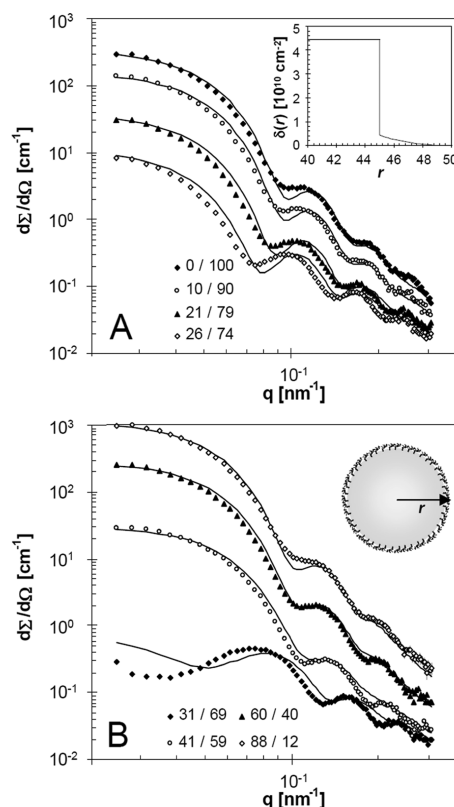 10³
10²
10¹
10⁰
10⁻¹
10⁻²
dΣ/dΩ [cm⁻¹]
5
4
3
2
1
0
δ(r) [10¹⁰ cm⁻²]
40 42 44 46 48 50
r
0 / 100
10 / 90
21 / 79
26 / 74
A
10⁻¹
q [nm⁻¹]
10³
10²
10¹
10⁰
10⁻¹
10⁻²
dΣ/dΩ [cm⁻¹]
r
31 / 69 60 / 40
41 / 59 88 / 12
B
10⁻¹
q [nm⁻¹]